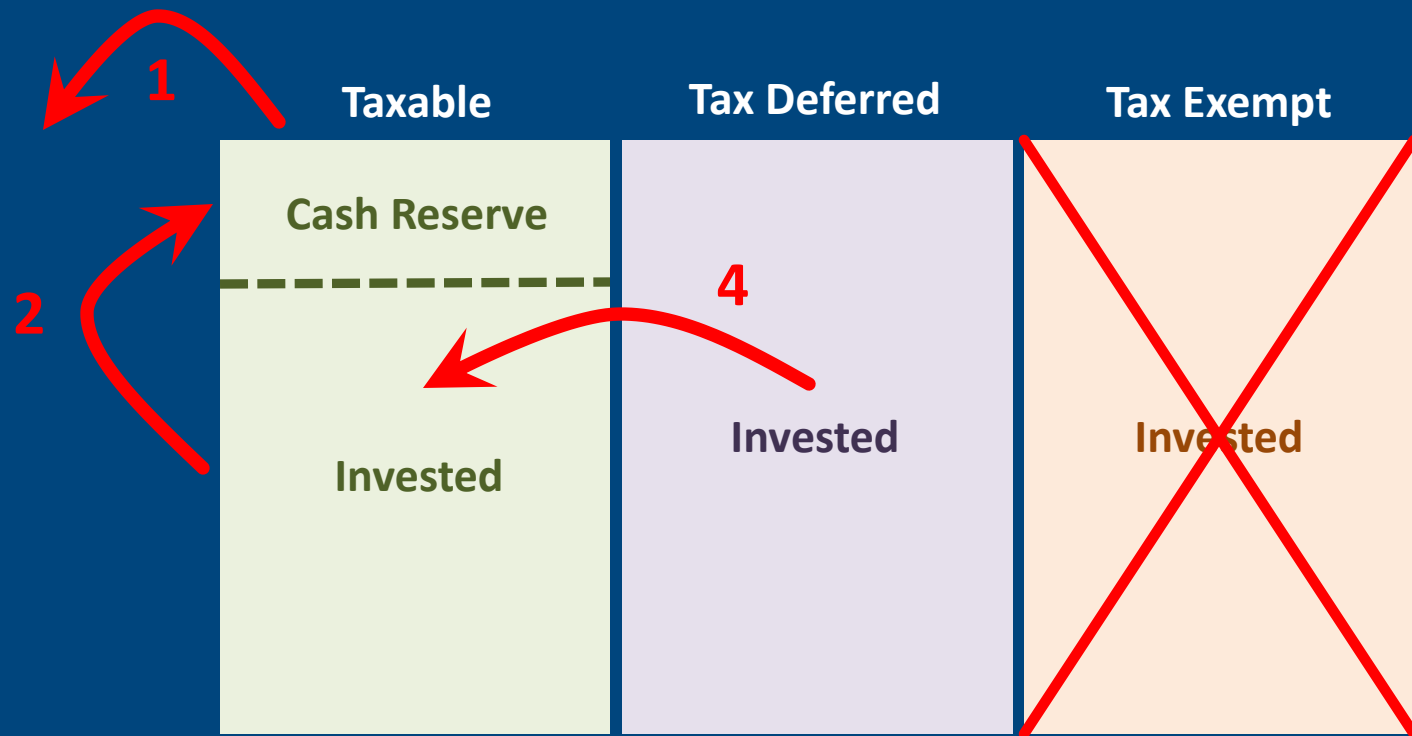 1
Taxable
Tax Deferred
Tax Exempt
Cash Reserve
2
4
Invested
Invested
Invested